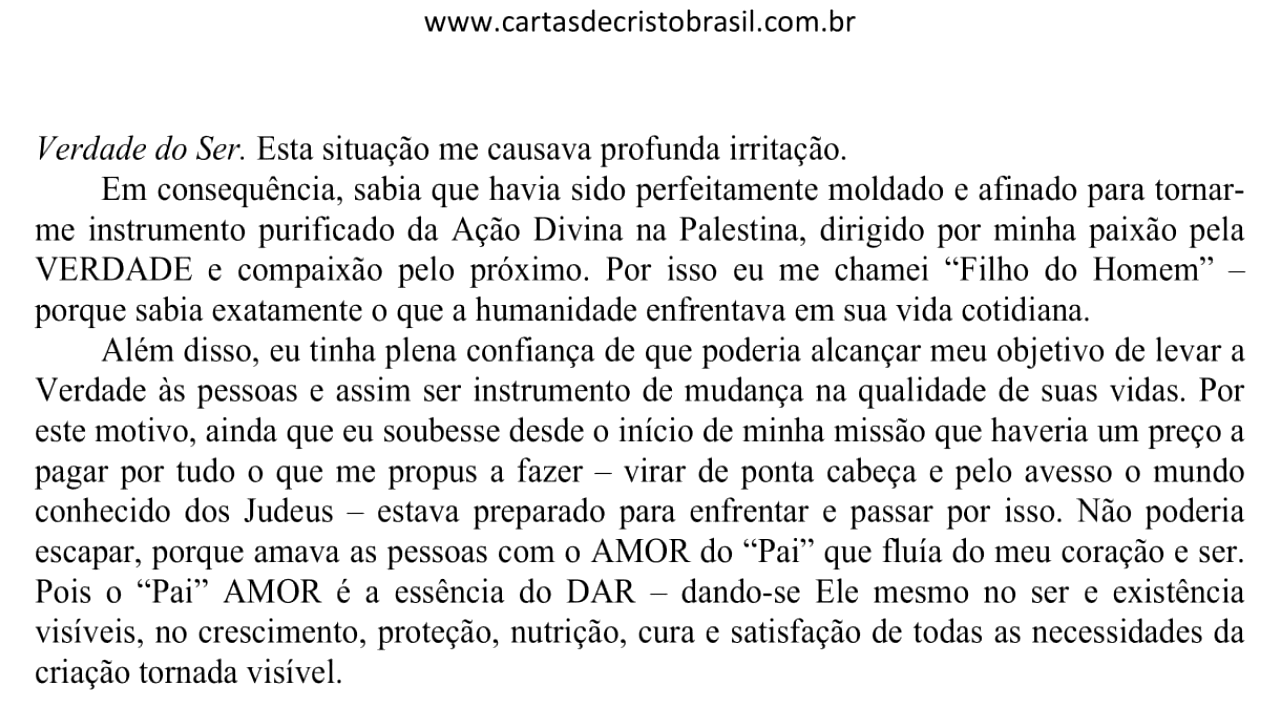 www.cartasdecristobrasil.com.br
Verdade do Ser. Esta situação me causava profunda irritação.
Em consequência, sabia que havia sido perfeitamente moldado e afinado para tornar-
me instrumento purificado da Ação Divina na Palestina, dirigido por minha paixão pela
VERDADE e compaixão pelo próximo. Por isso eu me chamei “Filho do Homem” –
porque sabia exatamente o que a humanidade enfrentava em sua vida cotidiana.
Além disso, eu tinha plena confiança de que poderia alcançar meu objetivo de levar a
Verdade às pessoas e assim ser instrumento de mudança na qualidade de suas vidas. Por
este motivo, ainda que eu soubesse desde o início de minha missão que haveria um preço a
pagar por tudo o que me propus a fazer – virar de ponta cabeça e pelo avesso o mundo
conhecido dos Judeus – estava preparado para enfrentar e passar por isso. Não poderia
escapar, porque amava as pessoas com o AMOR do “Pai” que fluía do meu coração e ser.
Pois o “Pai” AMOR é a essência do DAR – dando-se Ele mesmo no ser e existência
visíveis, no crescimento, proteção, nutrição, cura e satisfação de todas as necessidades da
criação tornada visível.